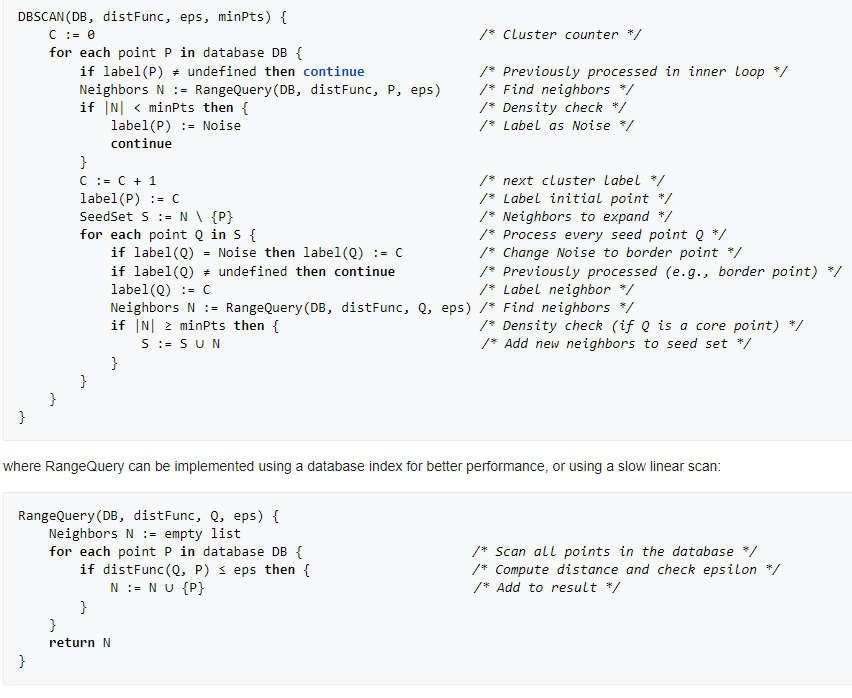 DBSCAN(DB, distFunc, eps, minPts) {
    C := 0                                                  /* Cluster counter */
    for each point P in database DB {
        if label(P) ≠ undefined then continue               /* Previously processed in inner loop */
        Neighbors N := RangeQuery(DB, distFunc, P, eps)     /* Find neighbors */
        if |N| < minPts then {                              /* Density check */
            label(P) := Noise                               /* Label as Noise */
            continue
        }
        C := C + 1                                          /* next cluster label */
        label(P) := C                                       /* Label initial point */
        SeedSet S := N \ {P}                                /* Neighbors to expand */
        for each point Q in S {                             /* Process every seed point Q */
            if label(Q) = Noise then label(Q) := C          /* Change Noise to border point */
            if label(Q) ≠ undefined then continue           /* Previously processed (e.g., border point) */
            label(Q) := C                                   /* Label neighbor */
            Neighbors N := RangeQuery(DB, distFunc, Q, eps) /* Find neighbors */
            if |N| ≥ minPts then {                          /* Density check (if Q is a core point) */
                S := S ∪ N                                  /* Add new neighbors to seed set */
            }
        }
    }
}
where RangeQuery can be implemented using a database index for better performance, or using a slow linear scan:
RangeQuery(DB, distFunc, Q, eps) {
    Neighbors N := empty list
    for each point P in database DB {                      /* Scan all points in the database */
        if distFunc(Q, P) ≤ eps then {                     /* Compute distance and check epsilon */
            N := N ∪ {P}                                   /* Add to result */
        }
    }
    return N
}